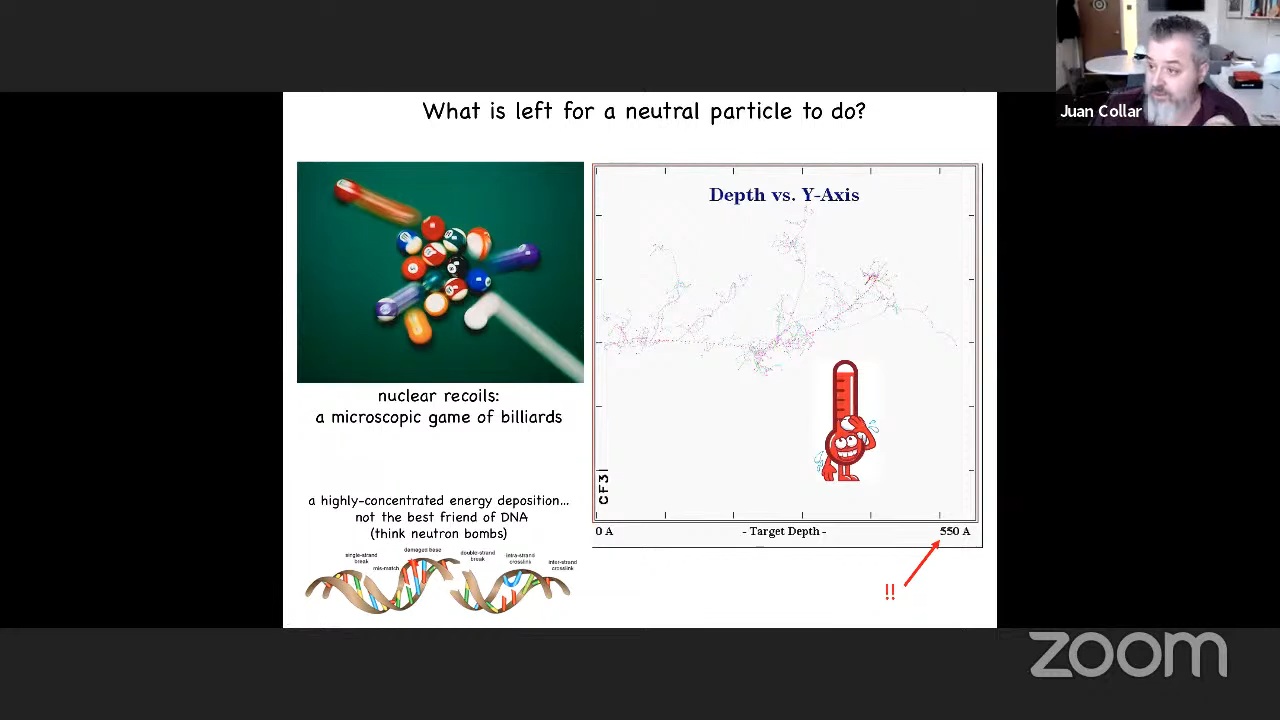 Juan Collar
What is left for a neutral particle to do?
nuclear recoils:
a microscopic game of billiards
a highly-concentrated energy deposition...
not the best friend of DNA
(think neutron bombs)
single-strand
break
mis-match
damaged base
double-strand
break
intra-strand
crosslink
inter-strand
crosslink
Depth vs. Y-Axis
CF3I
0 A
- Target Depth -
550 A
!!
zoom